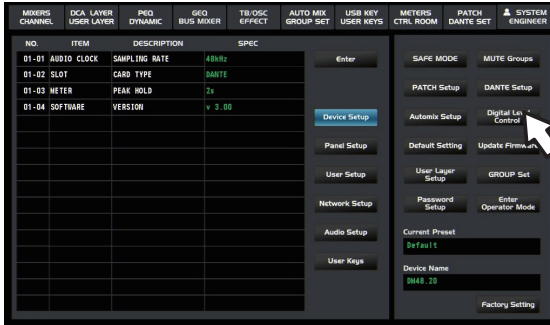 MIXERS DCA LAYER PEQ GEQ TB/OSC AUTO MIX USB KEY METERS PATCH SYSTEM
CHANNEL USER LAYER DYNAMIC BUS MIXER EFFECT GROUP SET USER KEYS CTRL ROOM DANTE SET ENGINEER
NO. ITEM DESCRIPTION SPEC
01-01 AUDIO CLOCK SAMPLING RATE 48kHz
01-02 SLOT CARD TYPE DANTE
01-03 METER PEAK HOLD 2s
01-04 SOFTWARE VERSION v 3.00
Enter
Device Setup
Panel Setup
User Setup
Network Setup
Audio Setup
User Keys
SAFE MODE MUTE Groups
PATCH Setup DANTE Setup
Automix Setup Digital Level
Control
Default Setting Update Firmware
User Layer
Setup
GROUP Set
Password
Setup
Enter
Operator Mode
Current Preset
Default
Device Name
DM48.20
Factory Setting